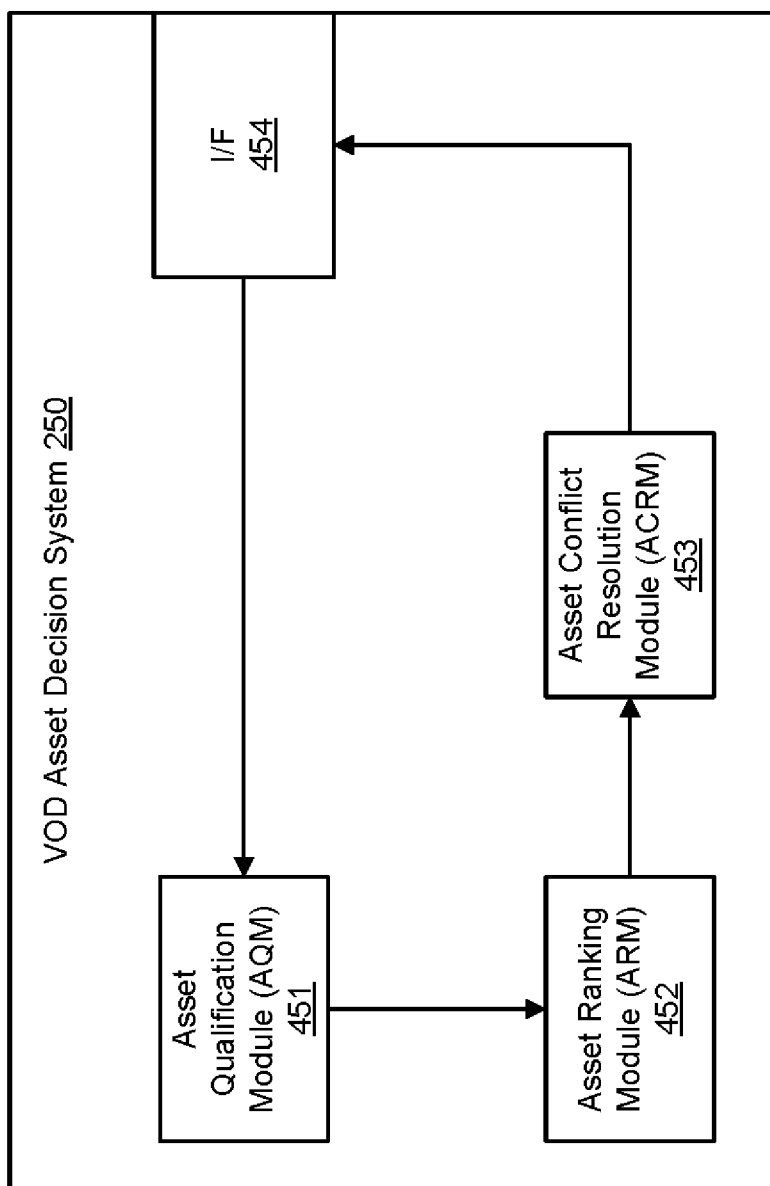 VOD Asset Decision System 250
Asset
Qualification
Module (AQM)
451
I/F
454
Asset Ranking
Module (ARM)
452
Asset Conflict
Resolution
Module (ACRM)
453